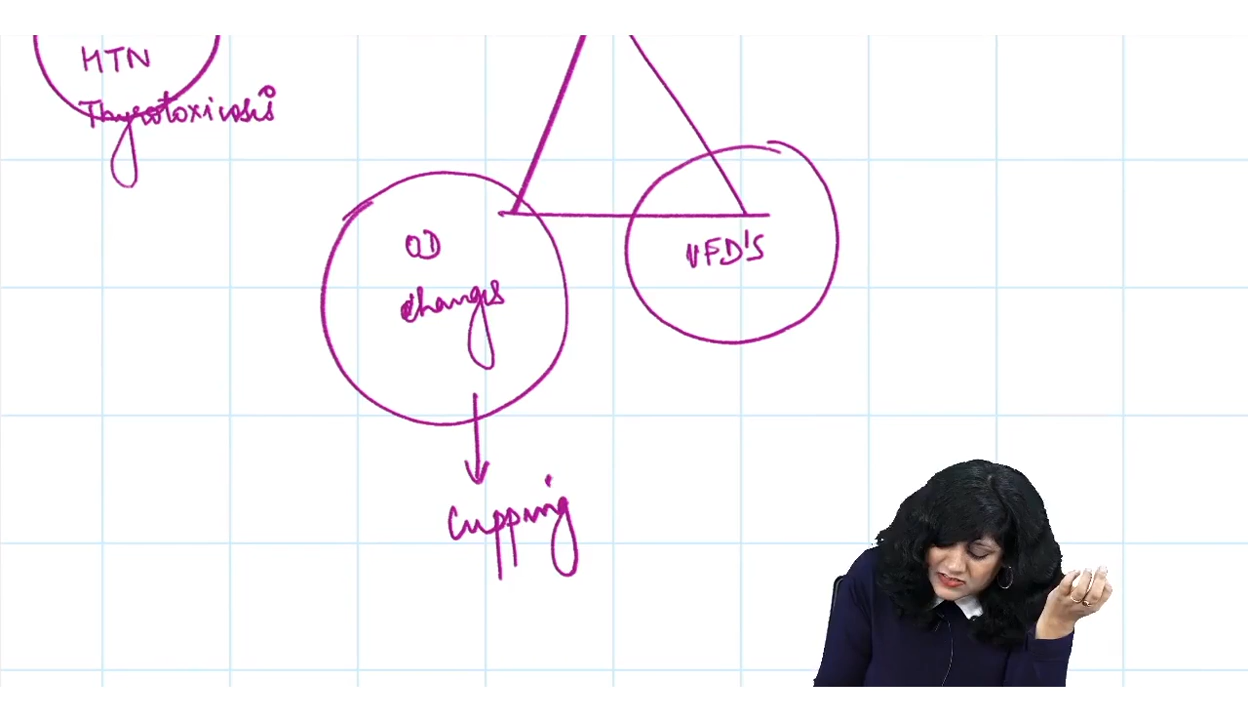 HTN
Thyrotoxicosis
OD
changes
VFD'S
Cupping